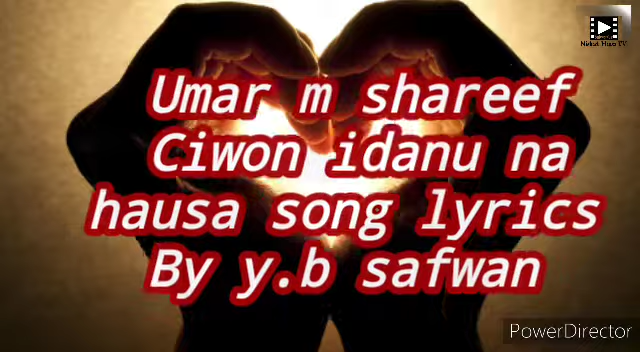 Umar m shareef
Ciwon idanu na
hausa song lyrics
By y.b safwan
PowerDirector